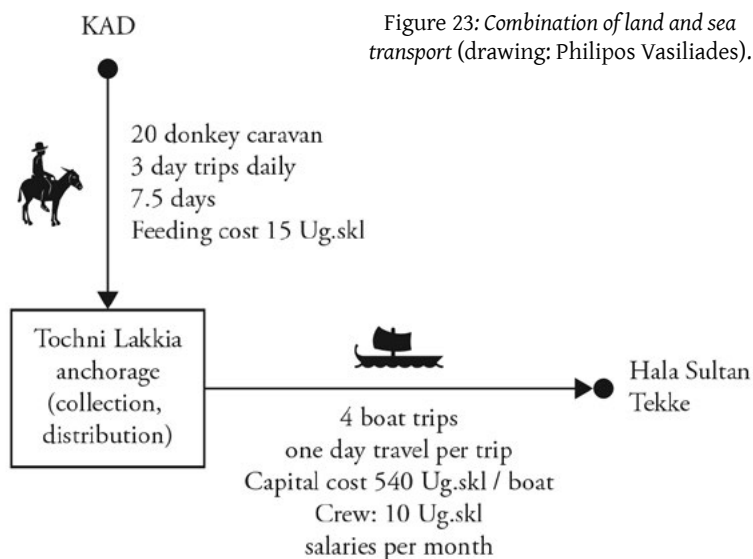 KAD
Figure 23: Combination of land and sea
transport (drawing: Philipos Vasiliades).
20 donkey caravan
3 day trips daily
7.5 days
Feeding cost 15 Ug.skl
Tochni Lakkia
anchorage
(collection,
distribution)
Hala Sultan
Tekke
4 boat trips
one day travel per trip
Capital cost 540 Ug.skl / boat
Crew: 10 Ug.skl
salaries per month